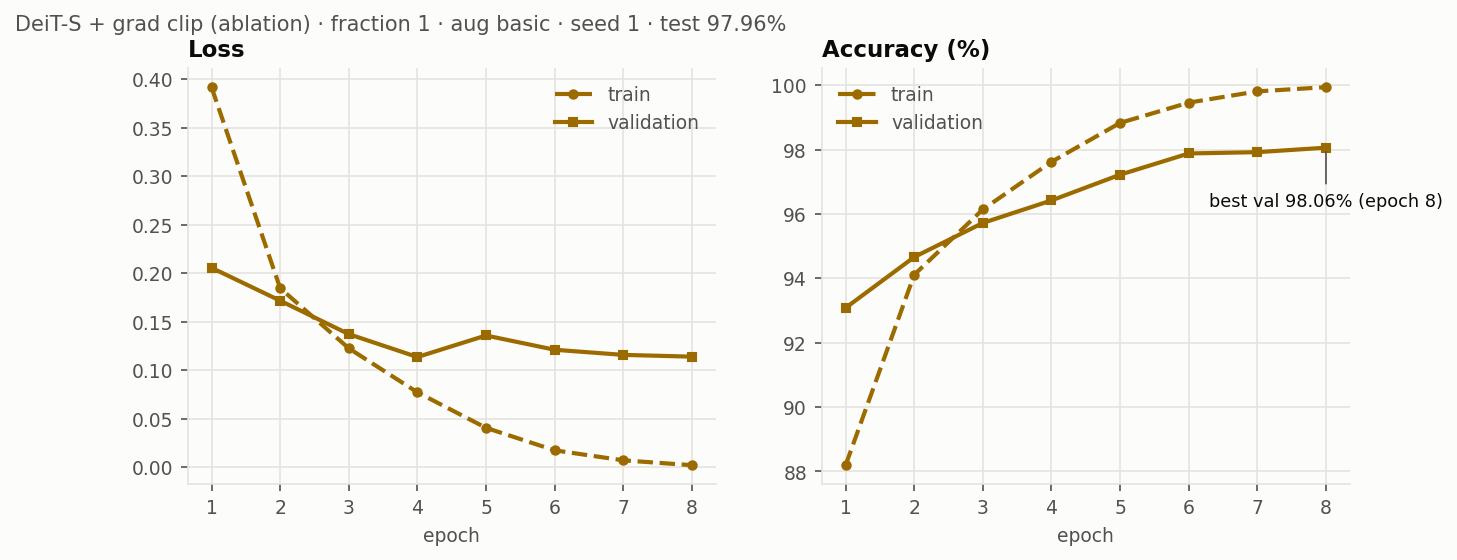 DeiT-S + grad clip (ablation) · fraction 1 · aug basic · seed 1 · test 97.96%
Loss
0.40
0.35
0.30
0.25
0.20
0.15
0.10
0.05
0.00
train
validation
1 2 3 4 5 6 7 8
epoch
Accuracy (%)
100
98
96
94
92
90
88
train
validation
best val 98.06% (epoch 8)
1 2 3 4 5 6 7 8
epoch